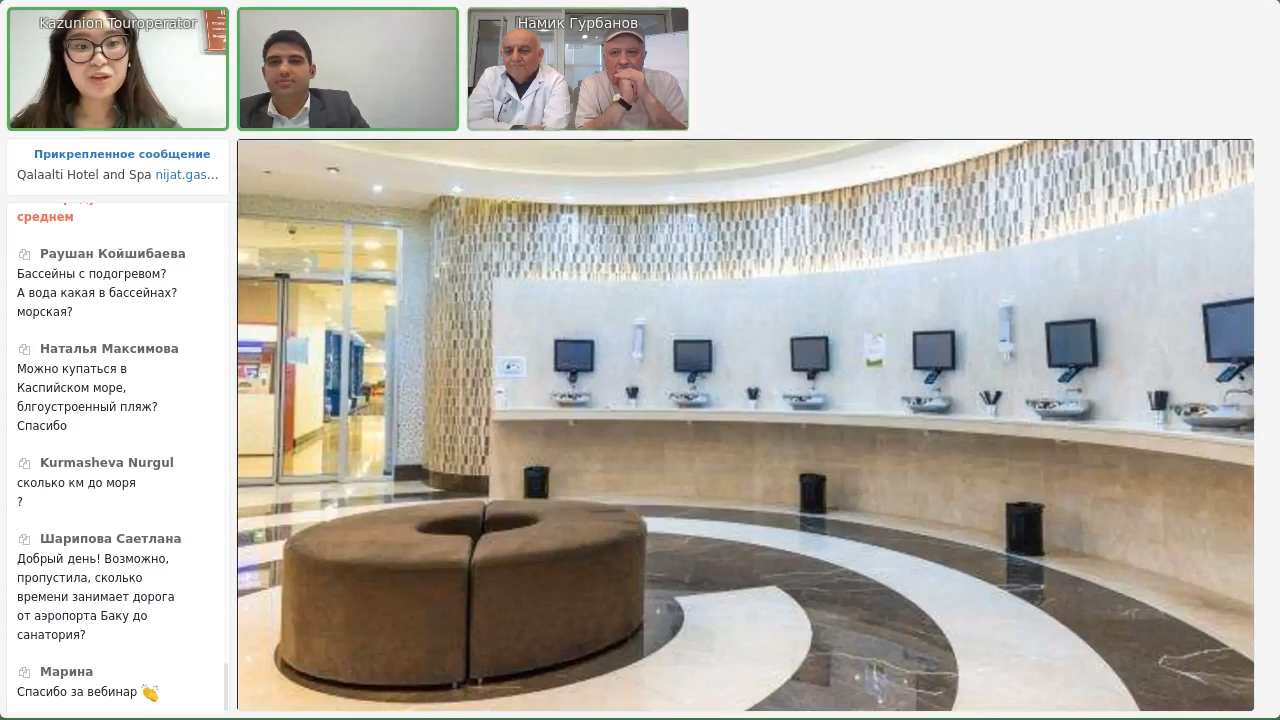 Kazunion Touroperator
Намик Гурбанов
Прикрепленное сообщение
Qalaalti Hotel and Spa nijat.gas...
среднем
Раушан Койшибаева
Бассейны с подогревом?
А вода какая в бассейнах?
морская?
Наталья Максимова
Можно купаться в
Каспийском море,
блгоустроенный пляж?
Спасибо
Kurmasheva Nurgul
сколько км до моря
?
Шарипова Саетлана
Добрый день! Возможно,
пропустила, сколько
времени занимает дорога
от аэропорта Баку до
санатория?
Марина
Спасибо за вебинар 👏